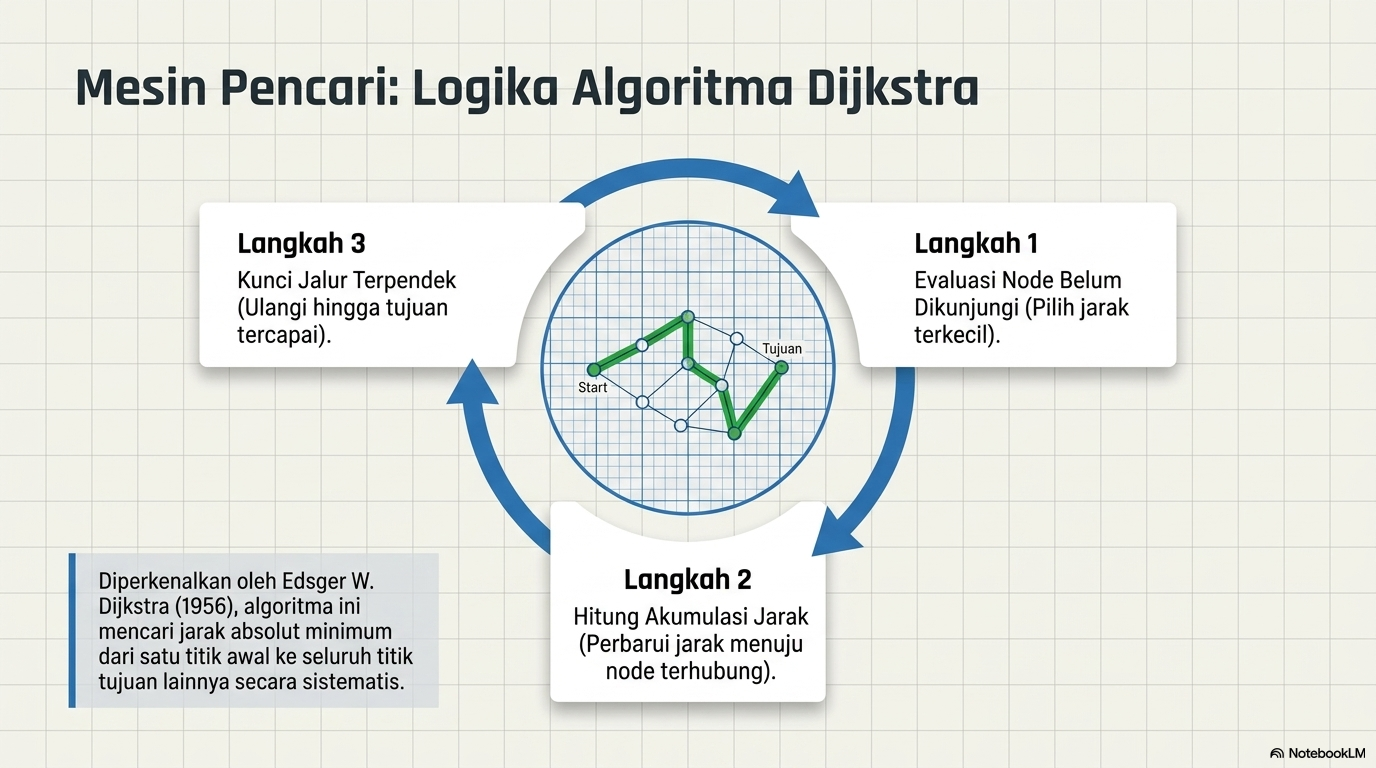 Mesin Pencari: Logika Algoritma Dijkstra
Langkah 3
Kunci Jalur Terpendek
(Ulangi hingga tujuan
tercapai).
Langkah 1
Evaluasi Node Belum
Dikunjungi (Pilih jarak
terkecil).
Start
Tujuan
Langkah 2
Hitung Akumulasi Jarak
(Perbarui jarak menuju
node terhubung).
Diperkenalkan oleh Edsger W.
Dijkstra (1956), algoritma ini
mencari jarak absolut minimum
dari satu titik awal ke seluruh titik
tujuan lainnya secara sistematis.
NotebookLM